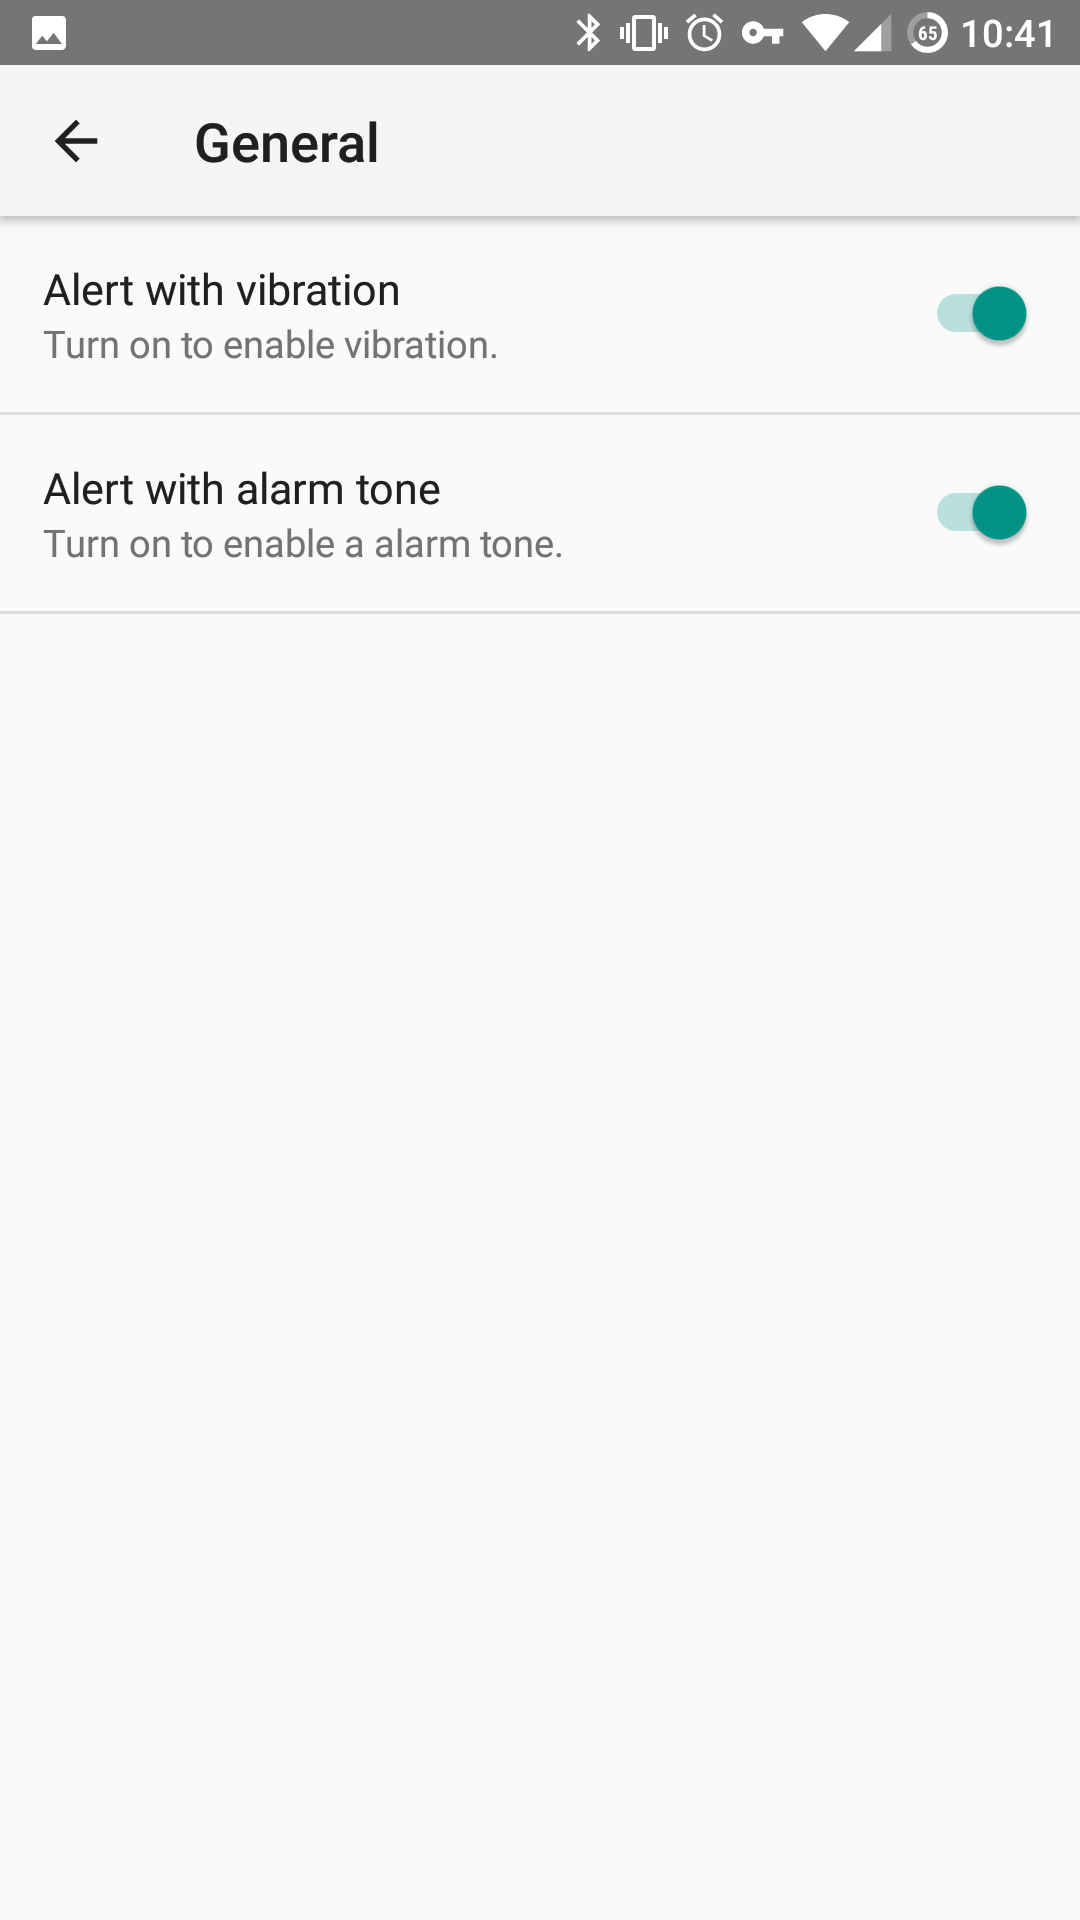 65 10:41
General
Alert with vibration
Turn on to enable vibration.
Alert with alarm tone
Turn on to enable a alarm tone.